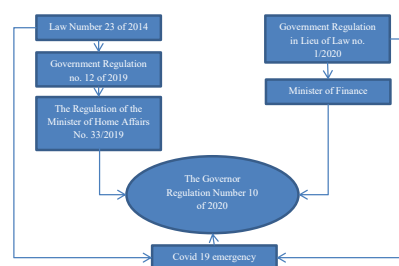 Law Number 23 of 2014
Government Regulation
no. 12 of 2019
The Regulation of the
Minister of Home Affairs
No. 33/2019
Government Regulation
in Lieu of Law no.
1/2020
Minister of Finance
The Governor
Regulation Number 10
of 2020
Covid 19 emergency